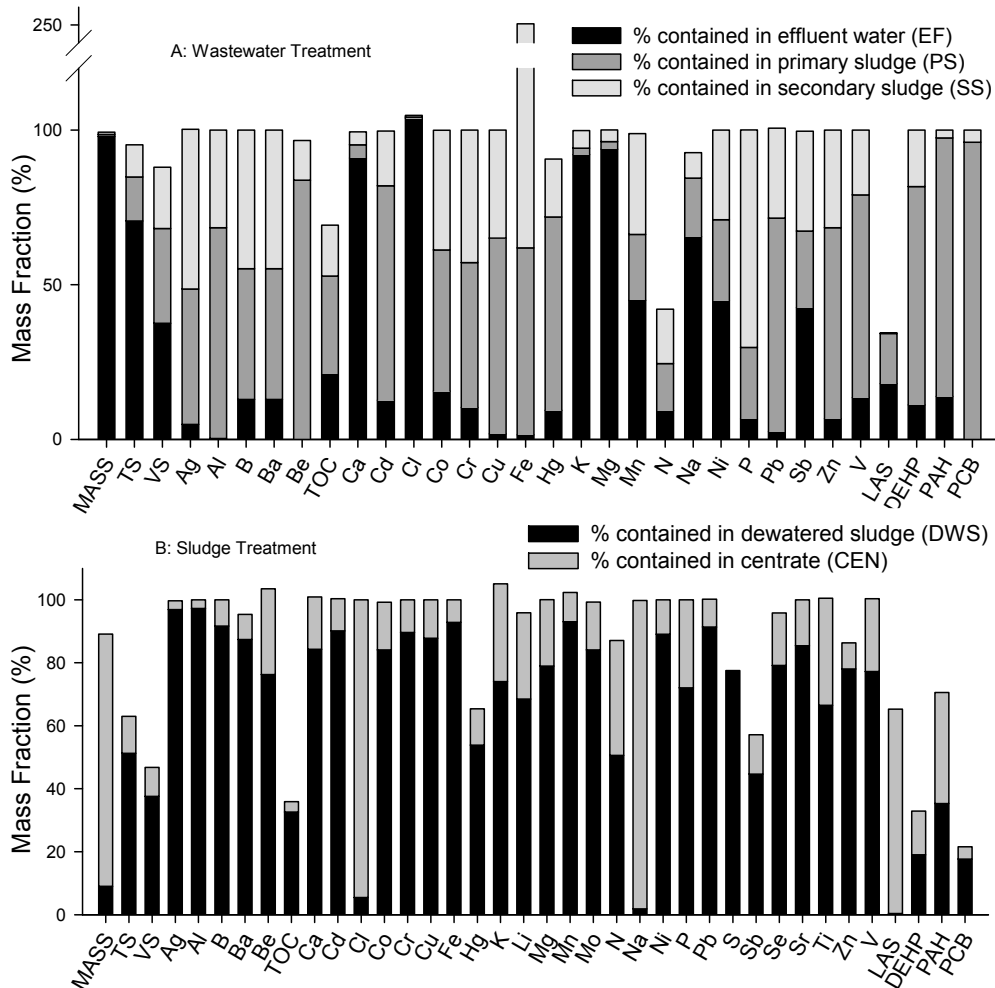 250
A: Wastewater Treatment
% contained in effluent water (EF)
% contained in primary sludge (PS)
% contained in secondary sludge (SS)
100
50
0
Mass Fraction (%)
MASS TS VS Ag Al B Ba Be TOC Ca Cd Cl Co Cr Cu Fe Hg K Mg Mn N Na Ni P Pb Sb Zn V LAS DEHP PAH PCB
B: Sludge Treatment
% contained in dewatered sludge (DWS)
% contained in centrate (CEN)
100
80
60
40
20
0
Mass Fraction (%)
MASS TS VS Ag Al B Ba Be TOC Ca Cd Cl Co Cr Cu Fe Hg K Li Mg Mn Mo N Na Ni P Pb S Sb Se Sr Ti Zn V LAS DEHP PAH PCB